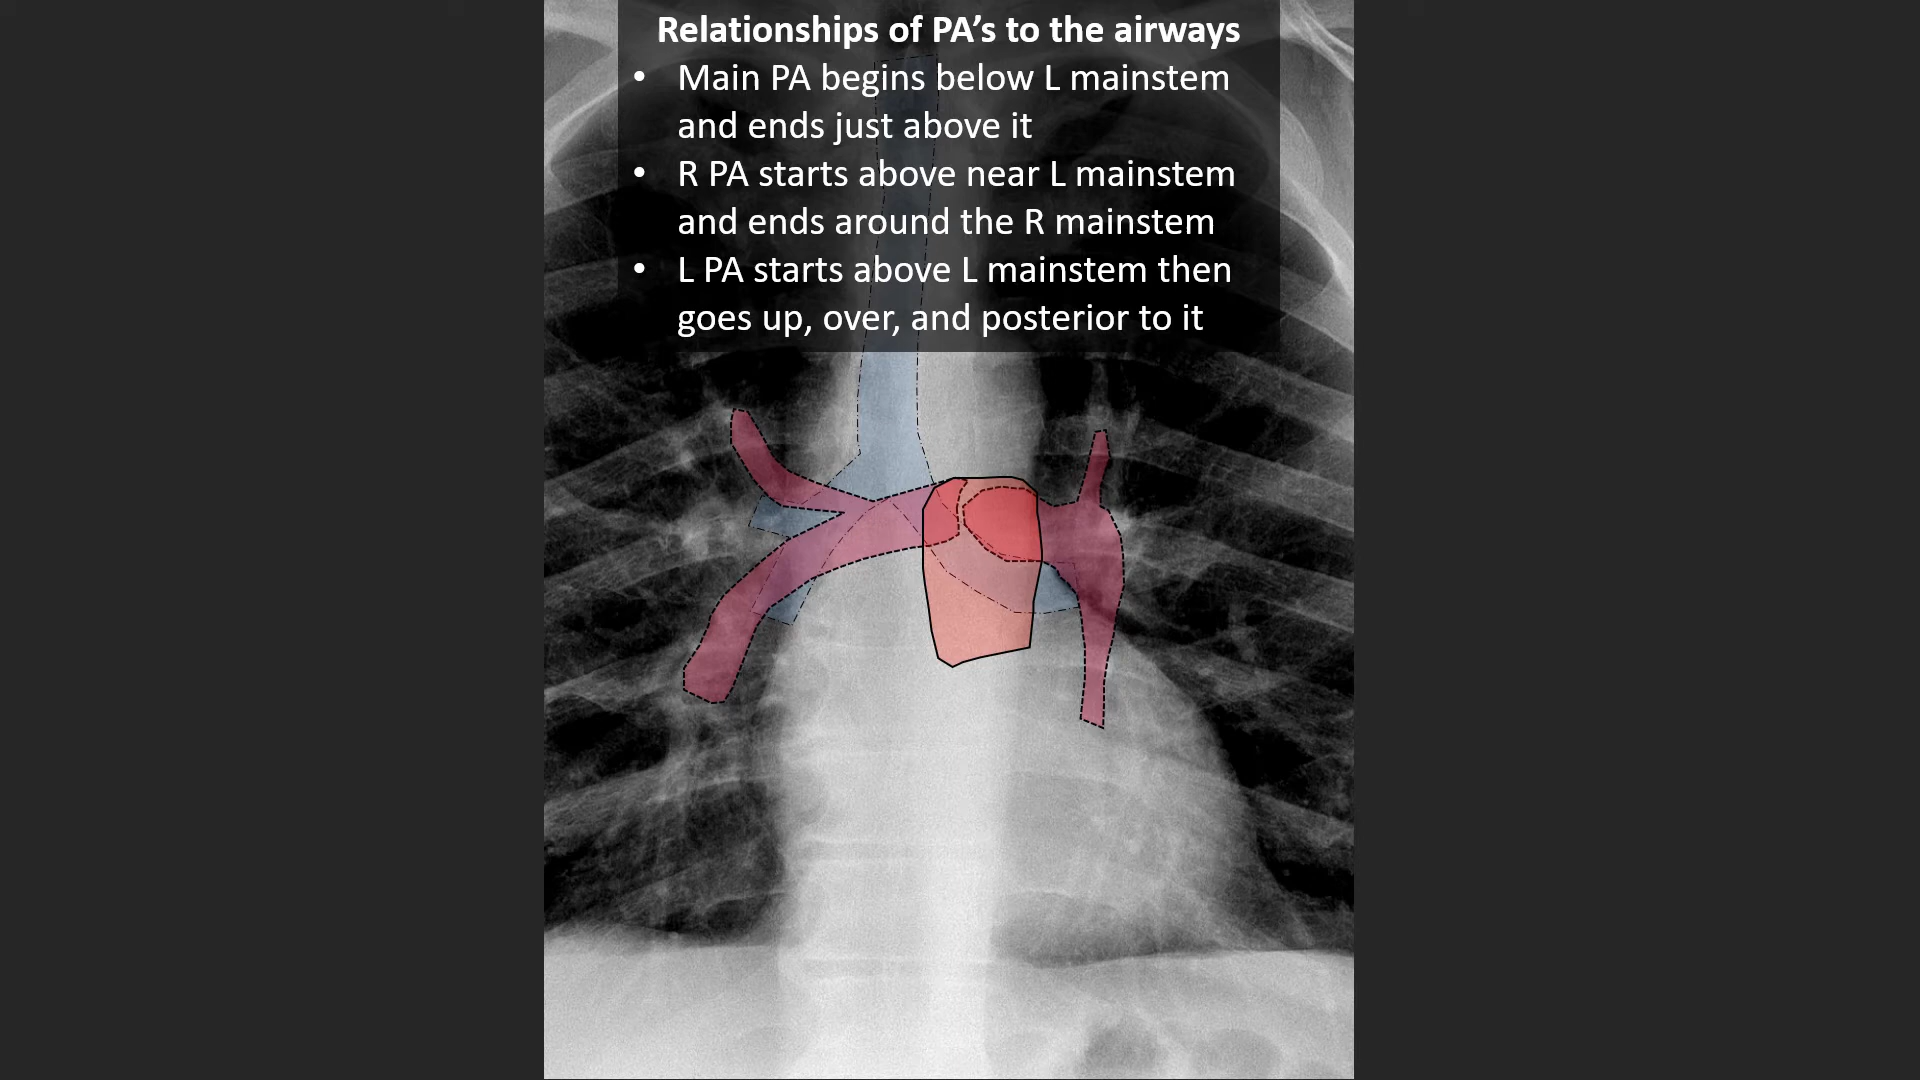 Relationships of PA’s to the airways
• Main PA begins below L mainstem
and ends just above it
• R PA starts above near L mainstem
and ends around the R mainstem
• L PA starts above L mainstem then
goes up, over, and posterior to it